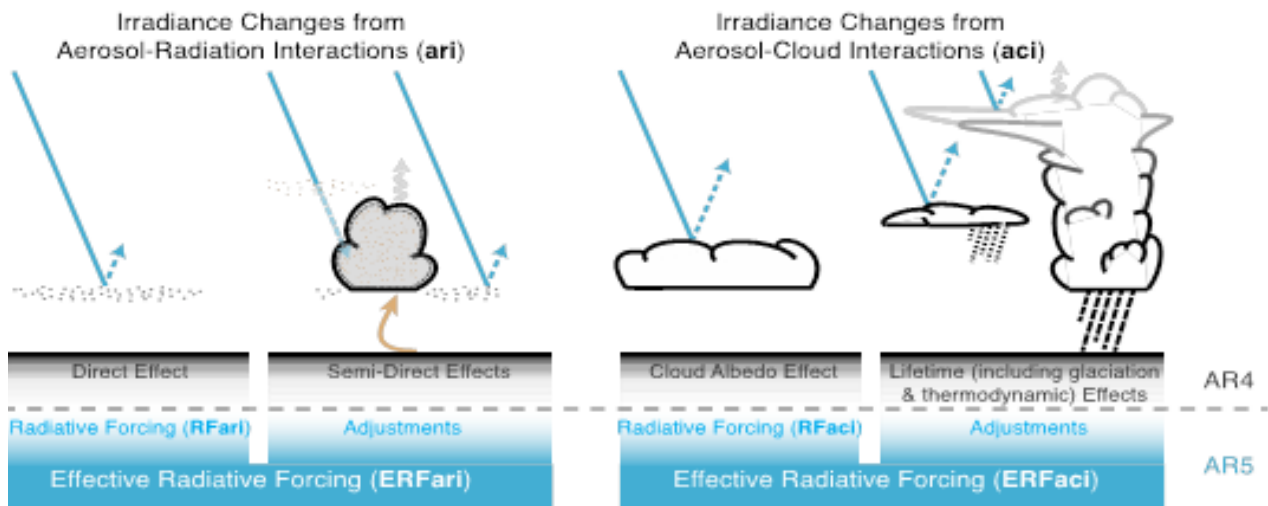 Irradiance Changes from
Aerosol-Radiation Interactions (ari)
Irradiance Changes from
Aerosol-Cloud Interactions (aci)
Direct Effect
Semi-Direct Effects
Cloud Albedo Effect
Lifetime (including glaciation
& thermodynamic) Effects
AR4
Radiative Forcing (RFari)
Adjustments
Radiative Forcing (RFaci)
Adjustments
AR5
Effective Radiative Forcing (ERFari)
Effective Radiative Forcing (ERFaci)